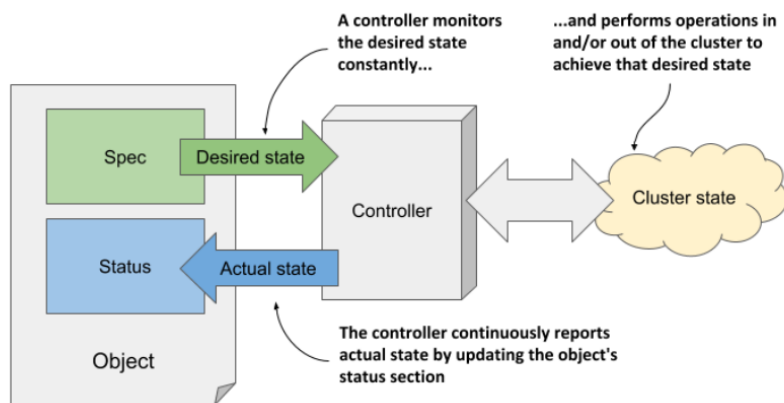 A controller monitors
the desired state
constantly...
...and performs operations in
and/or out of the cluster to
achieve that desired state
Spec
Desired state
Controller
Cluster state
Status
Actual state
Object
The controller continuously reports
actual state by updating the object's
status section